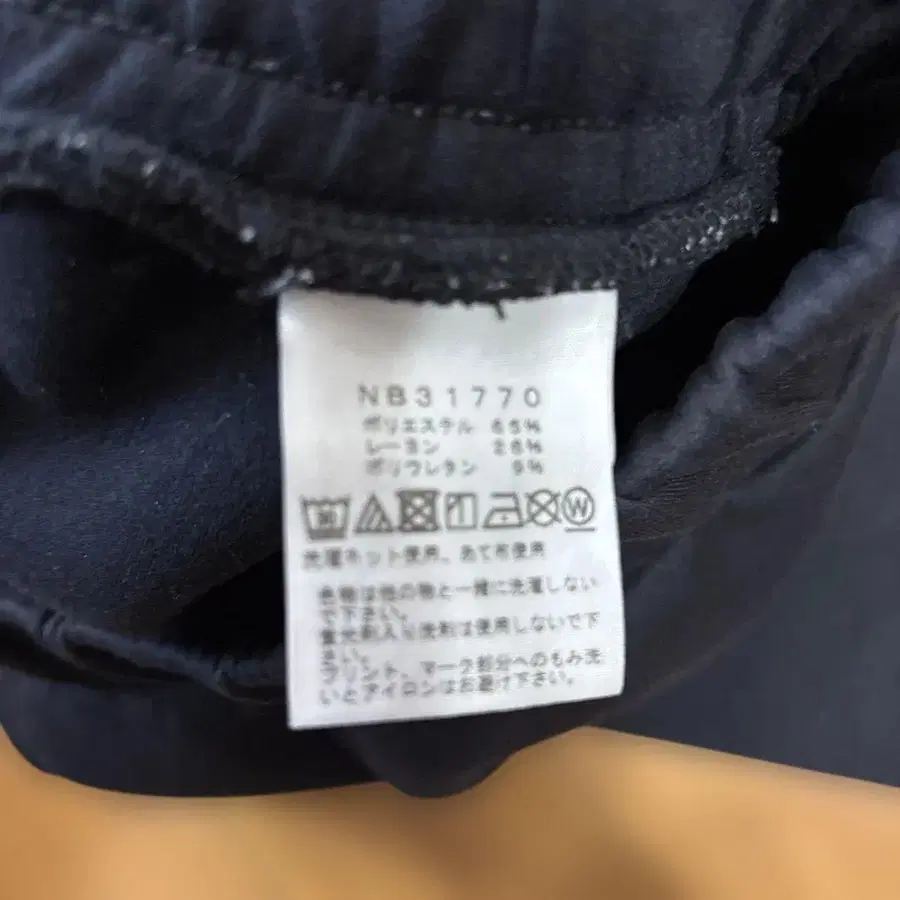 NB31770
ポリエステル 65%
レーヨン 26%
ポリウレタン 9%
30 W
洗濯ネット使用、あて布使用
色物は他の物と一緒に洗濯しない
で下さい。
蛍光剤入り洗剤は使用しないで下
さい。
プリント、マーク部分へのもみ洗
いとアイロンはお避け下さい。